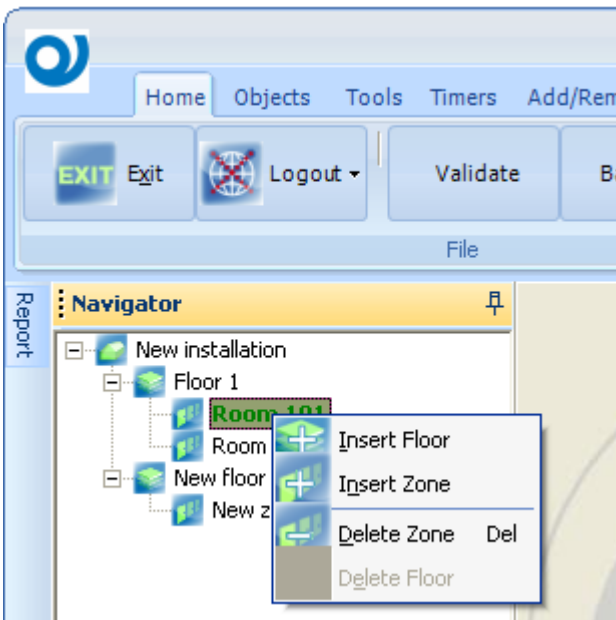 Home Objects Tools Timers
EXIT Exit Logout Validate
File
Report
Navigator
New installation
Floor 1
Room 101
Room
New floor
New
Insert Floor
Insert Zone
Delete Zone Del
Delete Floor